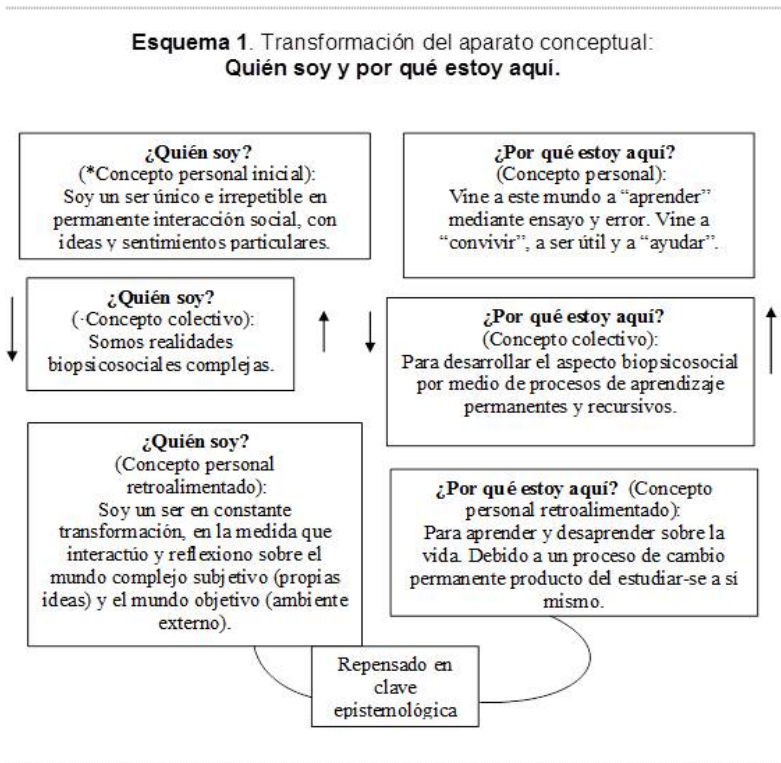 Esquema 1. Transformación del aparato conceptual:
Quién soy y por qué estoy aquí.
¿Quién soy?
(*Concepto personal inicial):
Soy un ser único e irrepetible en
permanente interacción social, con
ideas y sentimientos particulares.
¿Por qué estoy aquí?
(Concepto personal):
Vine a este mundo a “aprender”
mediante ensayo y error. Vine a
“convivir”, a ser útil y a “ayudar”.
¿Quién soy?
(·Concepto colectivo):
Somos realidades
biopsicosociales complejas.
¿Por qué estoy aquí?
(Concepto colectivo):
Para desarrollar el aspecto biopsicosocial
por medio de procesos de aprendizaje
permanentes y recursivos.
¿Quién soy?
(Concepto personal
retroalimentado):
Soy un ser en constante
transformación, en la medida que
interactúo y reflexiono sobre el
mundo complejo subjetivo (propias
ideas) y el mundo objetivo (ambiente
externo).
¿Por qué estoy aquí? (Concepto
personal retroalimentado):
Para aprender y desaprender sobre la
vida. Debido a un proceso de cambio
permanente producto del estudiar-se a sí
mismo.
Repensado en
clave
epistemológica